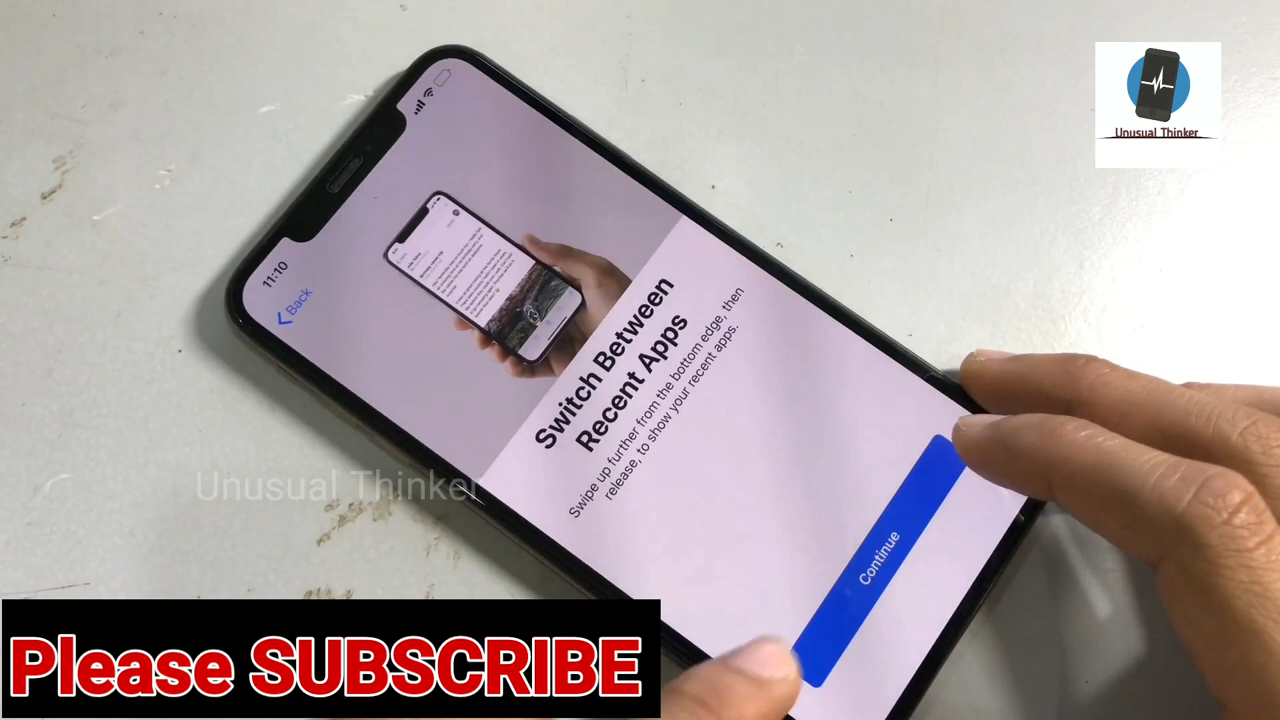 Unusual Thinker
11:10
Back
Switch Between
Recent Apps
Swipe up further from the bottom edge, then
release, to show your recent apps.
Continue
Unusual Thinker
Please SUBSCRIBE